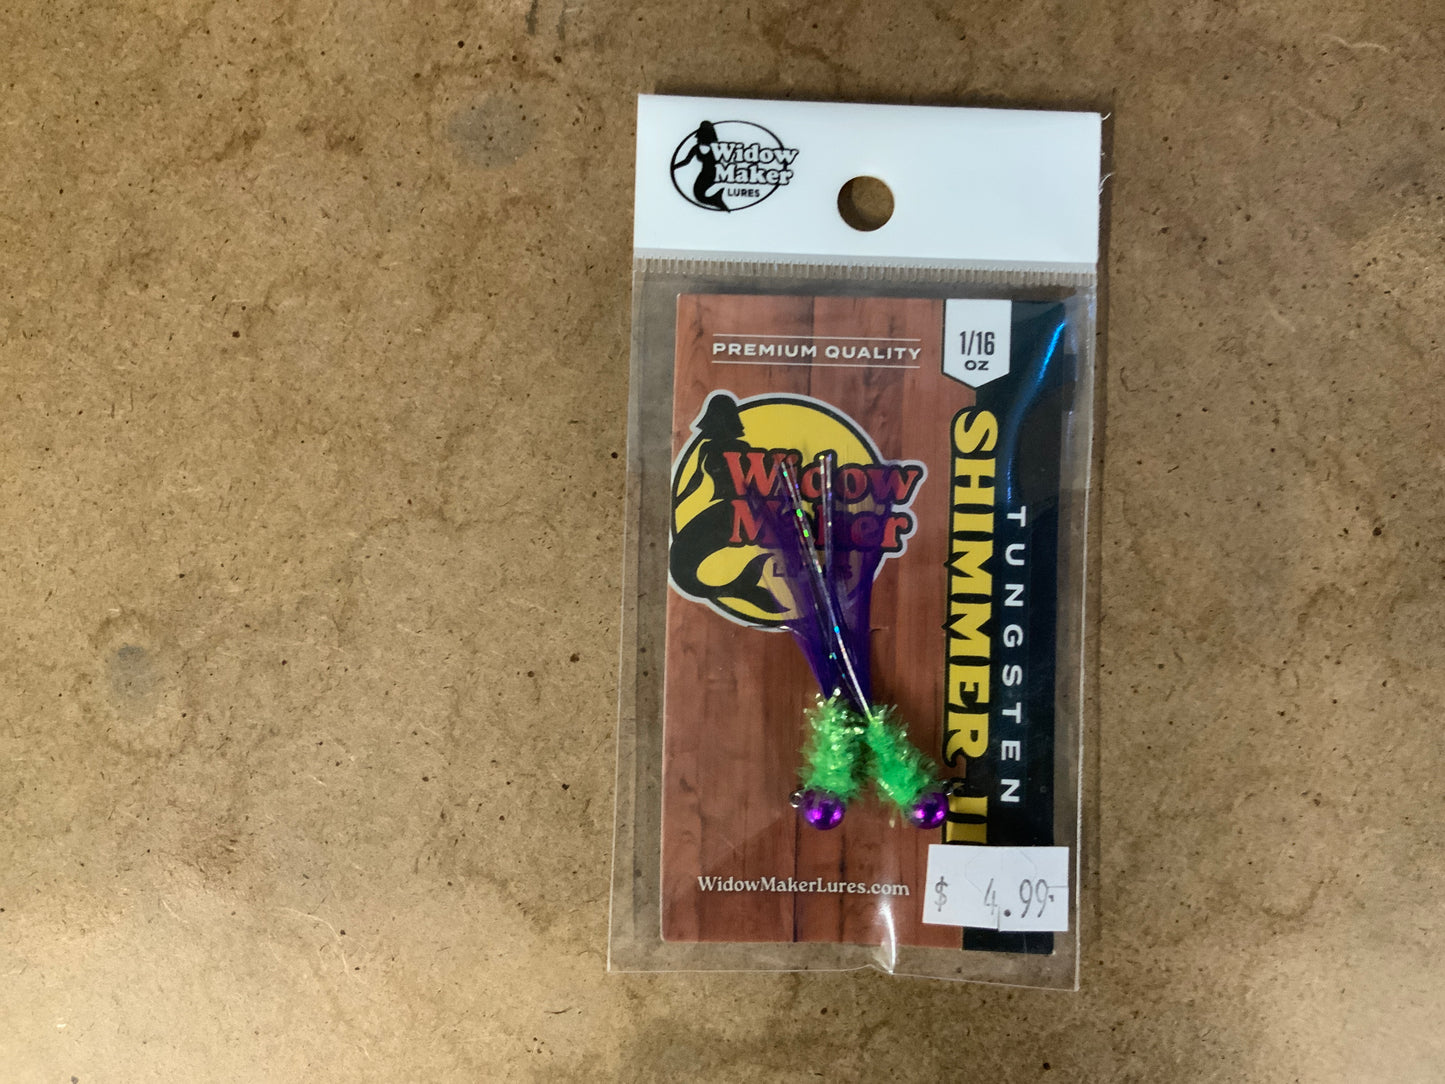 Widow
Maker
LURES
PREMIUM QUALITY
1/16
OZ
Widow
Maker
TUNGSTEN
SHIMMER
WidowMakerLures.com
$ 4.99